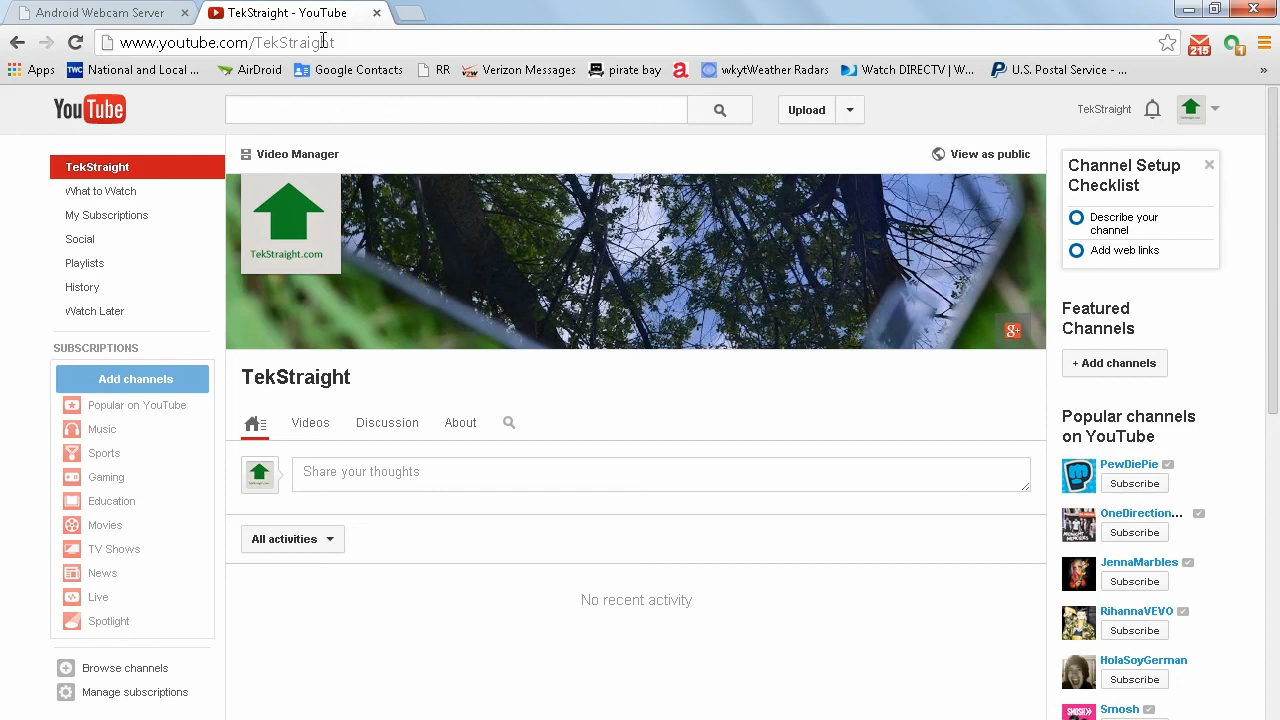 Android Webcam Server
TekStraight - YouTube
www.youtube.com/TekStraight
215
1
Apps
TWC
National and Local ...
AirDroid
Google Contacts
RR
Verizon Messages
pirate bay
a
wkytWeather Radars
Watch DIRECTV | W...
U.S. Postal Service - ...
»
YouTube
Upload
TekStraight
TekStraight
What to Watch
My Subscriptions
Social
Playlists
History
Watch Later
SUBSCRIPTIONS
Add channels
Popular on YouTube
Music
Sports
Gaming
Education
Movies
TV Shows
News
Live
Spotlight
Browse channels
Manage subscriptions
Video Manager
View as public
TekStraight.com
g+
TekStraight
Videos
Discussion
About
Share your thoughts
All activities
No recent activity
Channel Setup
Checklist
Describe your
channel
Add web links
Featured
Channels
+ Add channels
Popular channels
on YouTube
PewDiePie
Subscribe
OneDirection...
Subscribe
JennaMarbles
Subscribe
RihannaVEVO
Subscribe
HolaSoyGerman
Subscribe
SMOSH
Smosh